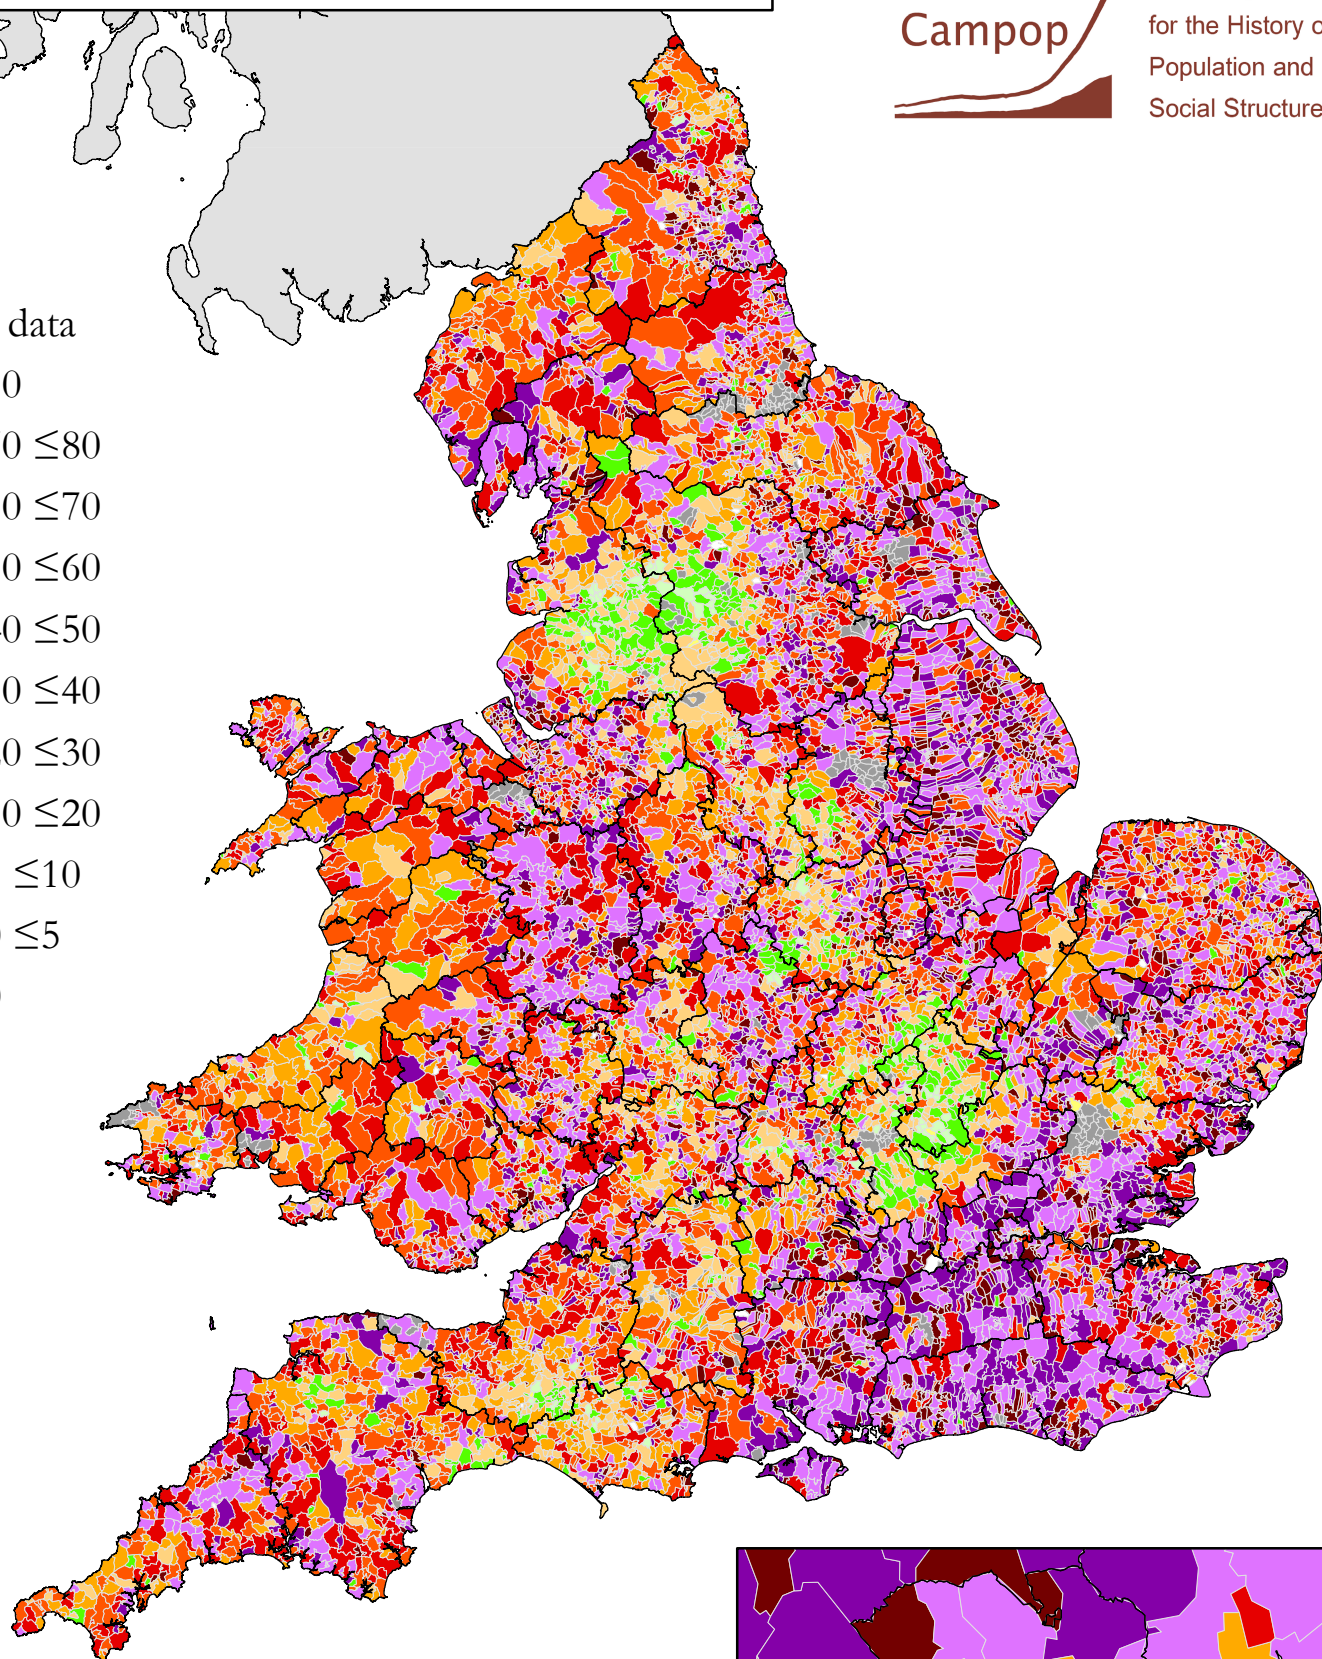 Campop
for the History o
Population and
Social Structure
data
0
0 ≤80
0 ≤70
0 ≤60
0 ≤50
0 ≤40
0 ≤30
0 ≤20
≤10
≤5